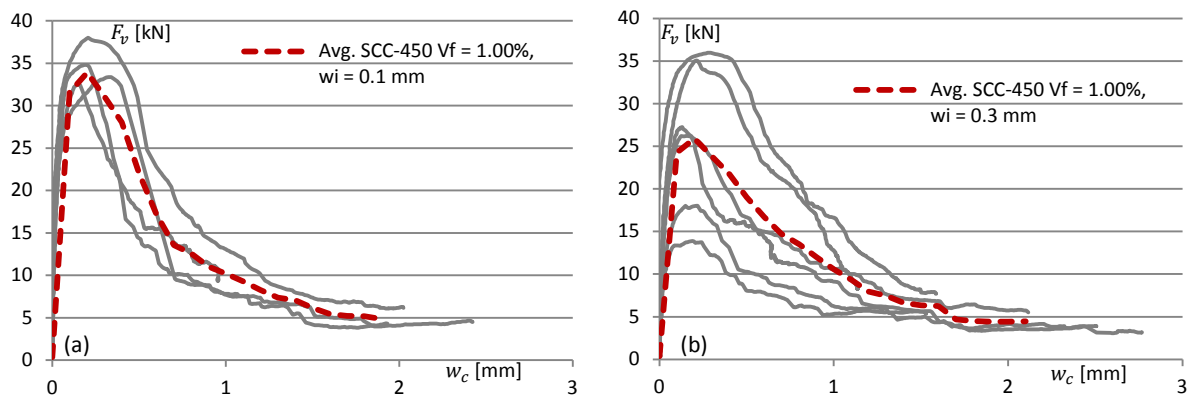 F_v [kN]
40
35
30
25
20
15
10
5
0
Avg. SCC-450 Vf = 1.00%,
wi = 0.1 mm
(a)
w_c [mm]
0 1 2 3
F_v [kN]
40
35
30
25
20
15
10
5
0
Avg. SCC-450 Vf = 1.00%,
wi = 0.3 mm
(b)
w_c [mm]
0 1 2 3